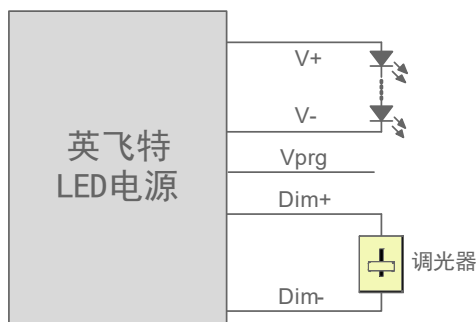 英飞特
LED电源
V+
V-
Vprg
Dim+
调光器
Dim-